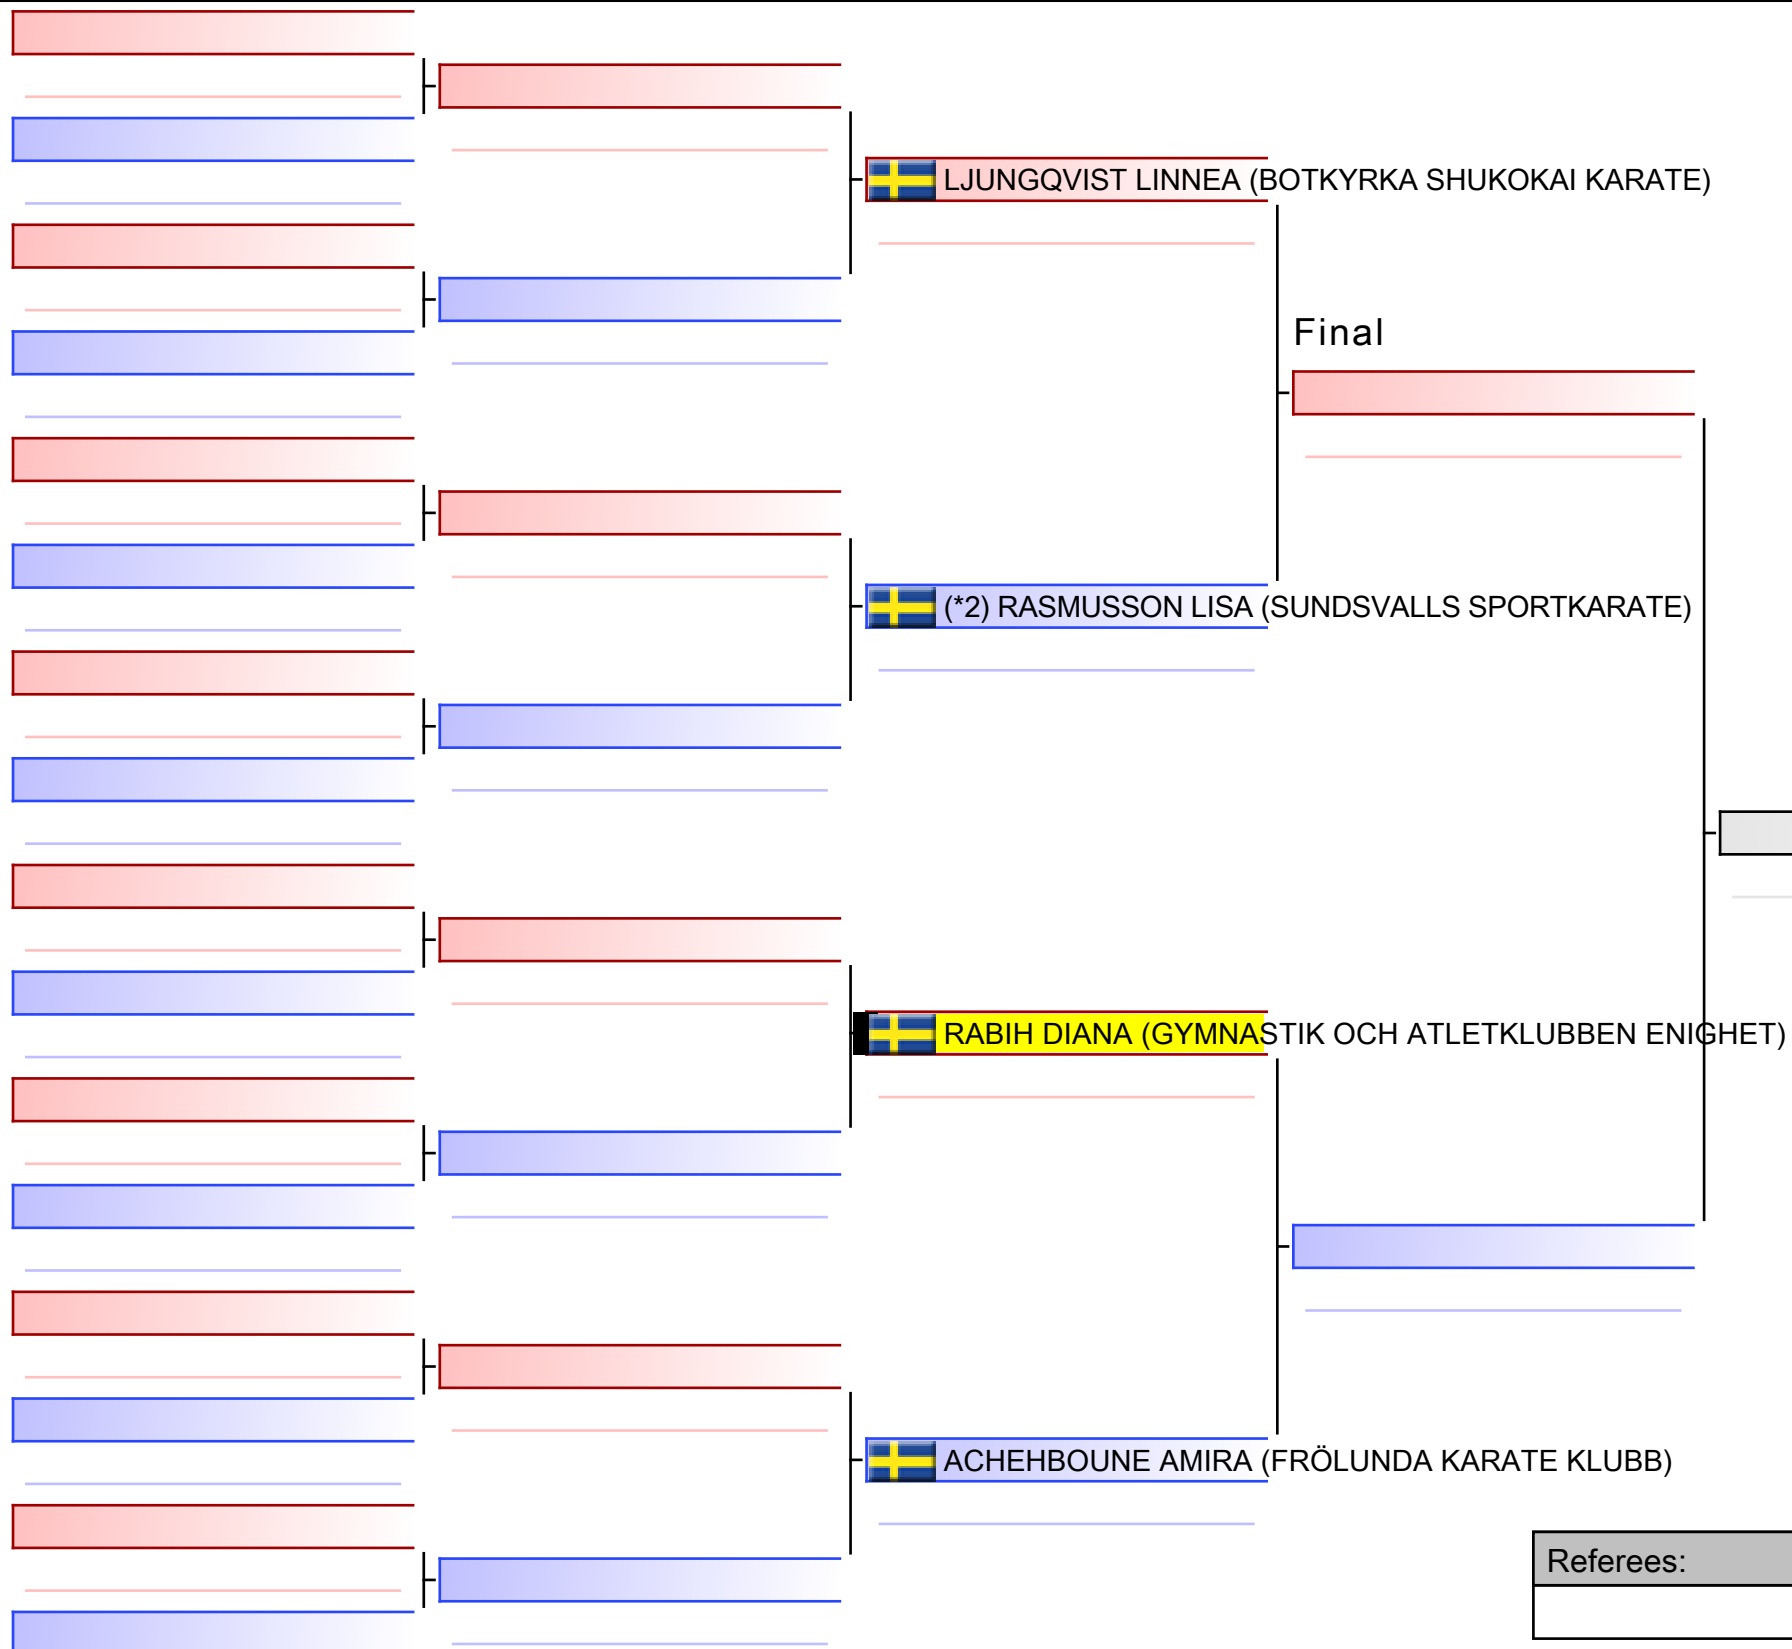 LJUNGQVIST LINNEA (BOTKYRKA SHUKOKAI KARATE)
Final
(*2) RASMUSSON LISA (SUNDSVALLS SPORTKARATE)
RABIH DIANA (GYMNASTIK OCH ATLETKLUBBEN ENIGHET)
ACHEHBOUNE AMIRA (FRÖLUNDA KARATE KLUBB)
Referees: